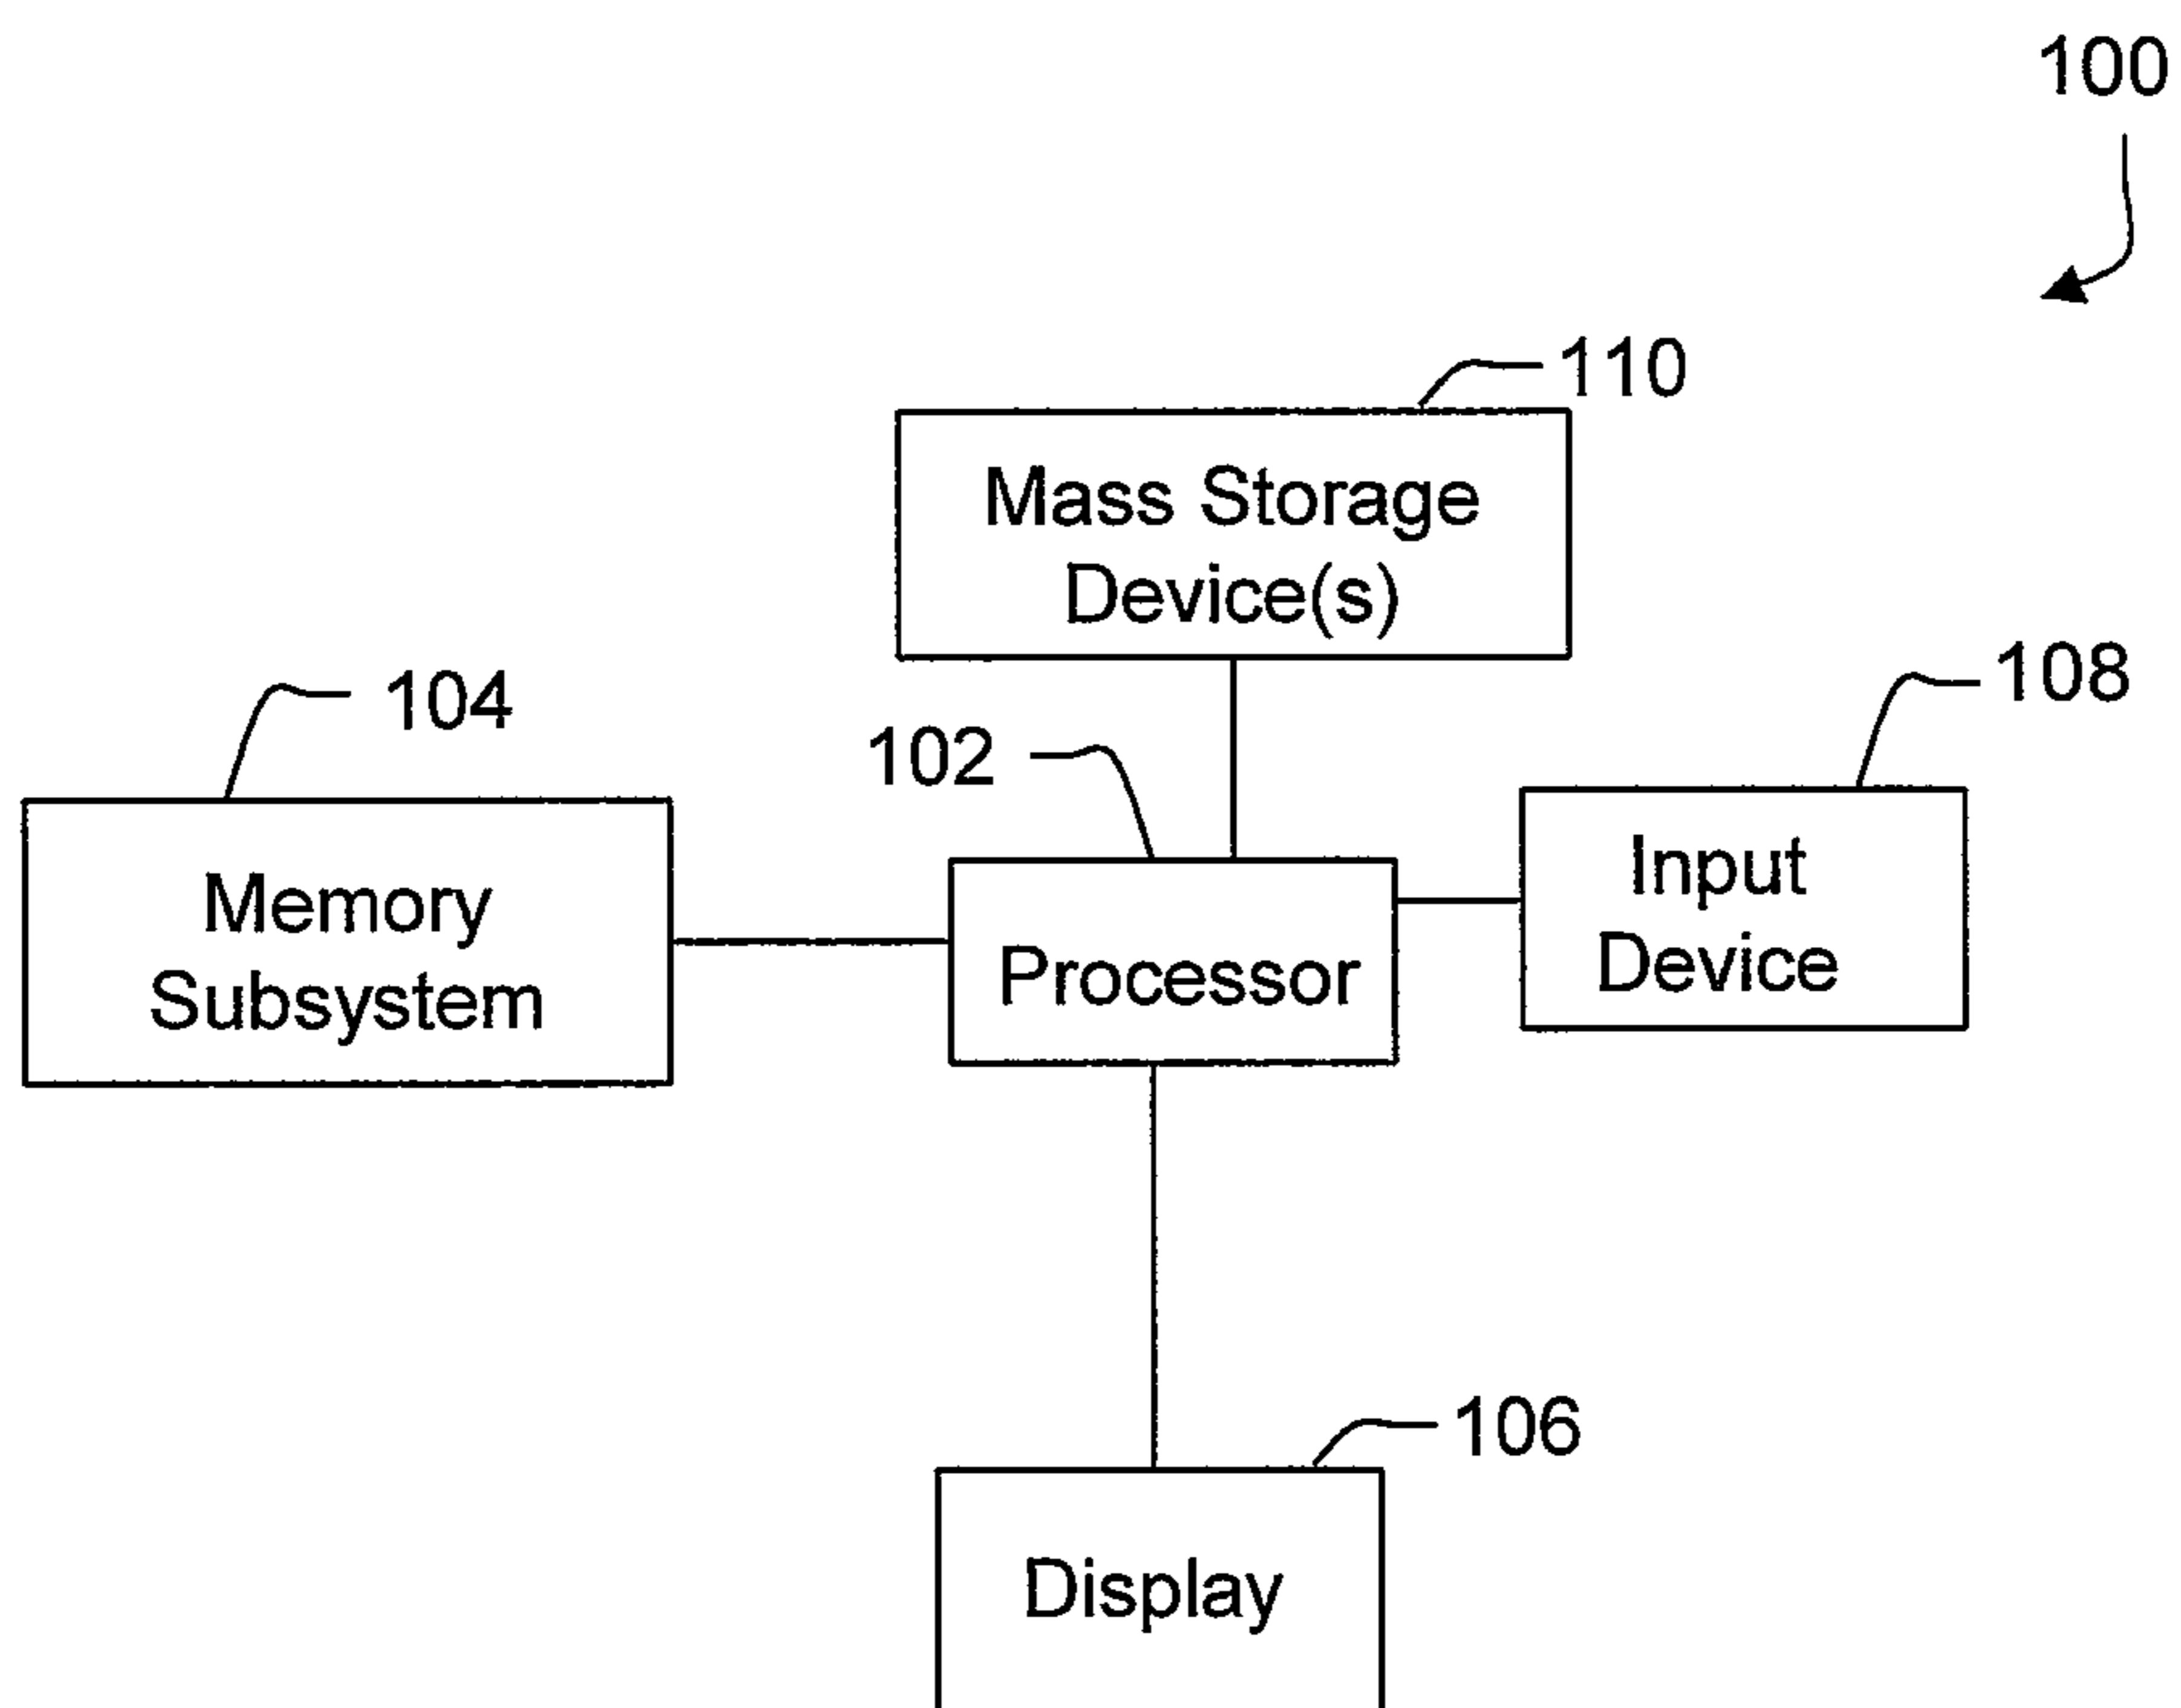 100
110
Mass Storage
Device(s)
104
108
102
Memory
Subsystem
Input
Device
Processor
106
Display